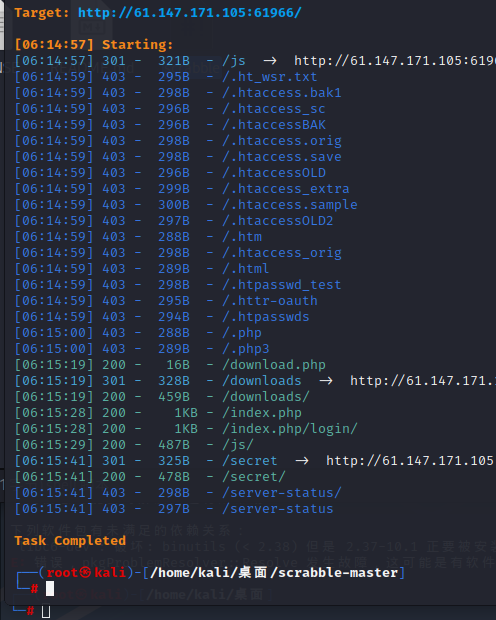 Target: http://61.147.171.105:61966/
[06:14:57] Starting:
[06:14:57] 301 - 321B - /js → http://61.147.171.105:6196
[06:14:59] 403 - 295B - /.ht_wsr.txt
[06:14:59] 403 - 298B - /.htaccess.bak1
[06:14:59] 403 - 296B - /.htaccess_sc
[06:14:59] 403 - 296B - /.htaccessBAK
[06:14:59] 403 - 298B - /.htaccess.orig
[06:14:59] 403 - 298B - /.htaccess.save
[06:14:59] 403 - 296B - /.htaccessOLD
[06:14:59] 403 - 299B - /.htaccess_extra
[06:14:59] 403 - 300B - /.htaccess.sample
[06:14:59] 403 - 297B - /.htaccessOLD2
[06:14:59] 403 - 288B - /.htm
[06:14:59] 403 - 298B - /.htaccess_orig
[06:14:59] 403 - 289B - /.html
[06:14:59] 403 - 298B - /.htpasswd_test
[06:14:59] 403 - 295B - /.httr-oauth
[06:14:59] 403 - 294B - /.htpasswds
[06:15:00] 403 - 288B - /.php
[06:15:00] 403 - 289B - /.php3
[06:15:19] 200 - 16B - /download.php
[06:15:19] 301 - 328B - /downloads → http://61.147.171.
[06:15:19] 200 - 459B - /downloads/
[06:15:28] 200 - 1KB - /index.php
[06:15:28] 200 - 1KB - /index.php/login/
[06:15:29] 200 - 487B - /js/
[06:15:41] 301 - 325B - /secret → http://61.147.171.105
[06:15:41] 200 - 478B - /secret/
[06:15:41] 403 - 298B - /server-status/
[06:15:41] 403 - 297B - /server-status
Task Completed
┌──(root㉿kali)-[/home/kali/桌面/scrabble-master]
└─#
/home/kali/桌面
└─#